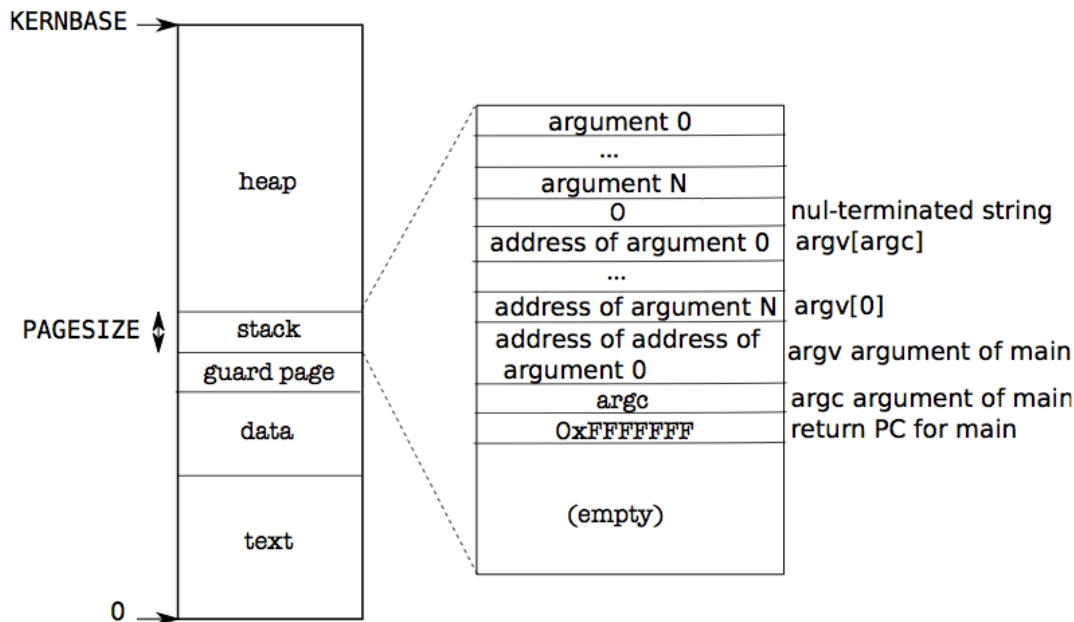 KERNBASE
heap
PAGESIZE
stack
guard page
data
text
0
argument 0
...
argument N
0
nul-terminated string
address of argument 0
argv[argc]
...
address of argument N
argv[0]
address of address of
argument 0
argv argument of main
argc
argc argument of main
0xFFFFFFF
return PC for main
(empty)